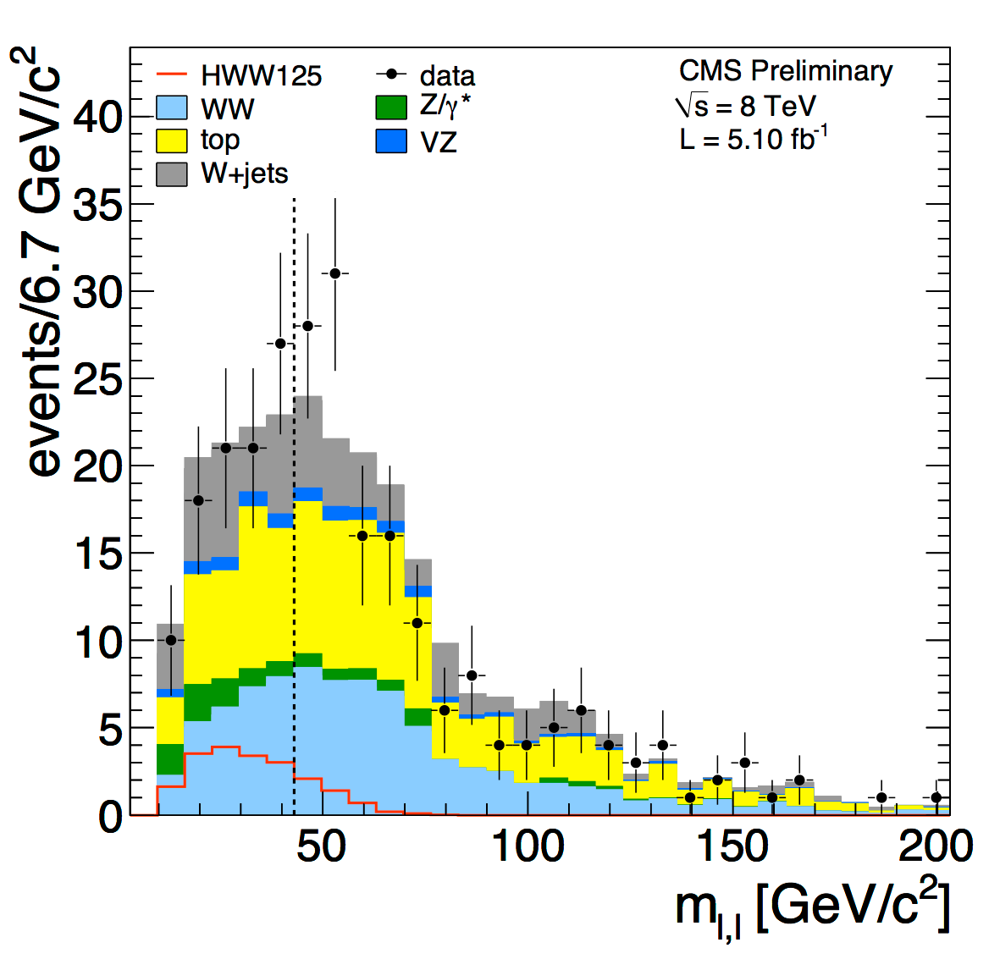 events/6.7 GeV/c²
HWW125
WW
top
W+jets
data
Z/γ*
VZ
CMS Preliminary
√s = 8 TeV
L = 5.10 fb⁻¹
40
35
30
25
20
15
10
5
0
50 100 150 200
m_l,l [GeV/c²]